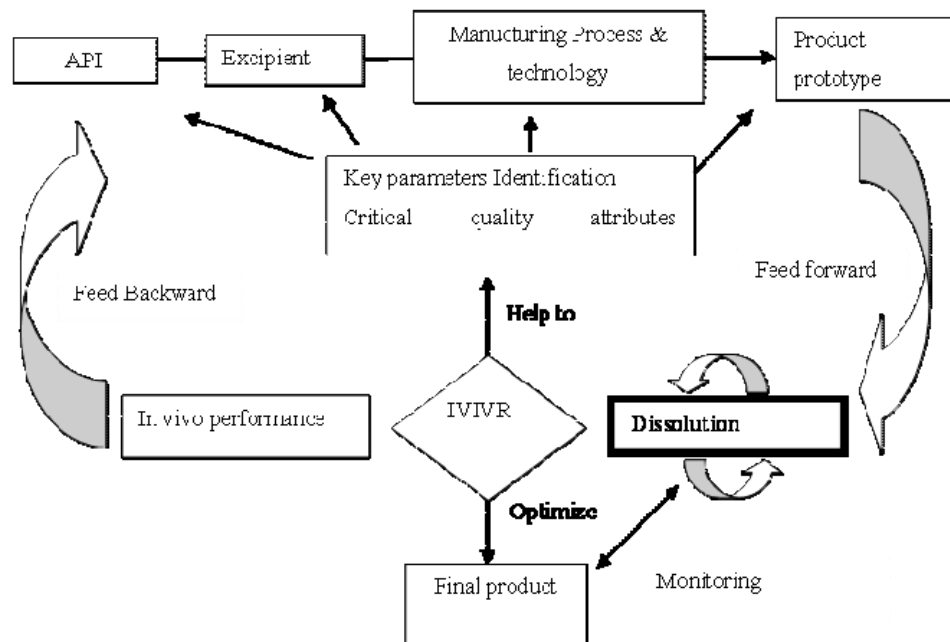 API
Excipient
Manucturing Process &
technology
Product
prototype
Key parameters Identification
Critical quality attributes
Feed Backward
Feed forward
Help to
In vivo performance
IVIVR
Dissolution
Optimize
Final product
Monitoring